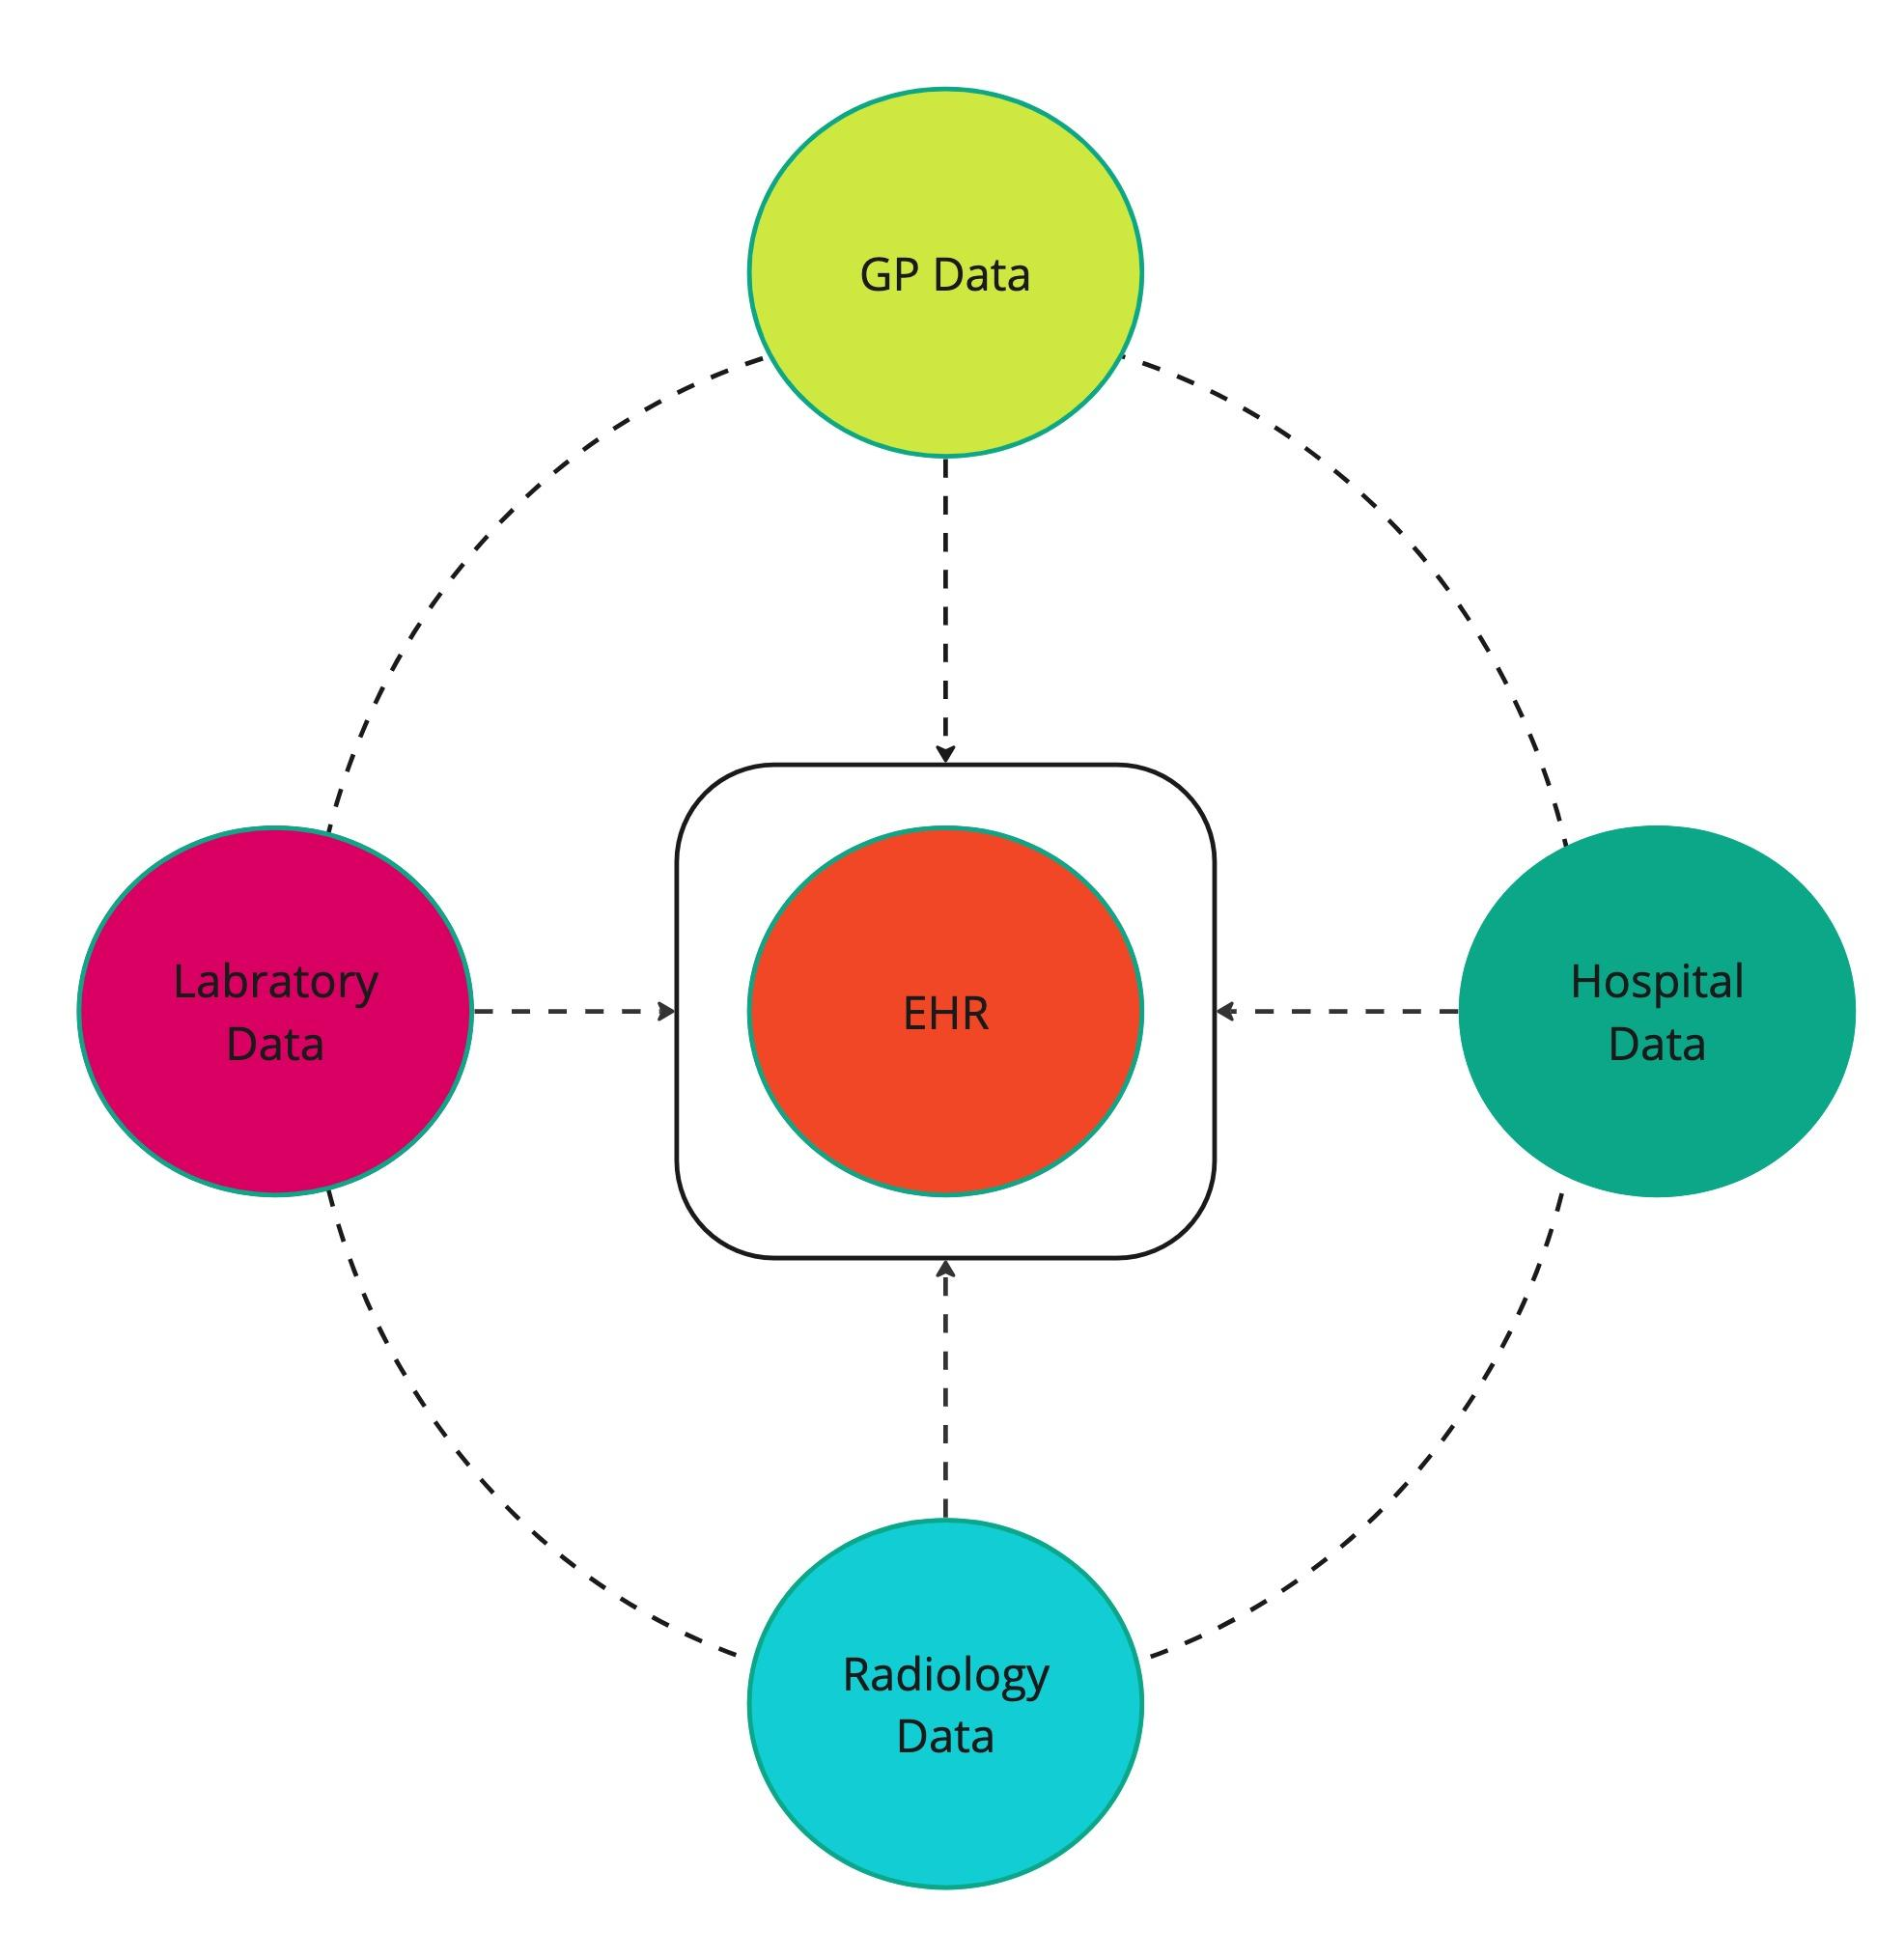 GP Data
Labratory
Data
EHR
Hospital
Data
Radiology
Data